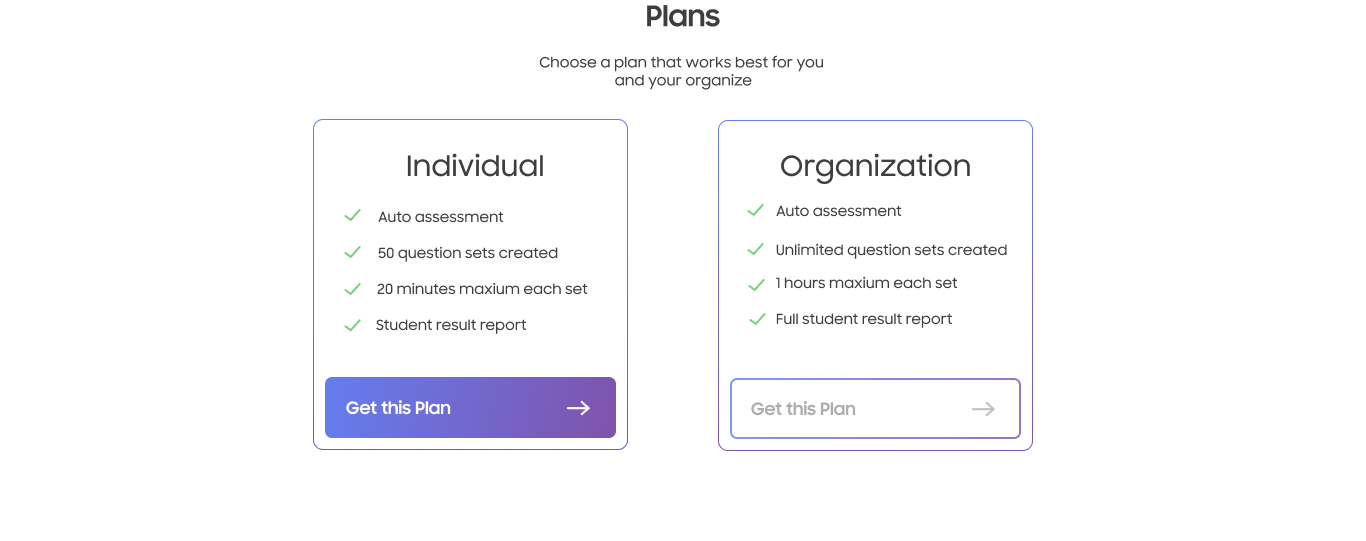 Plans
Choose a plan that works best for you
and your organize
Individual
Auto assessment
50 question sets created
20 minutes maxium each set
Student result report
Get this Plan
Organization
Auto assessment
Unlimited question sets created
1 hours maxium each set
Full student result report
Get this Plan